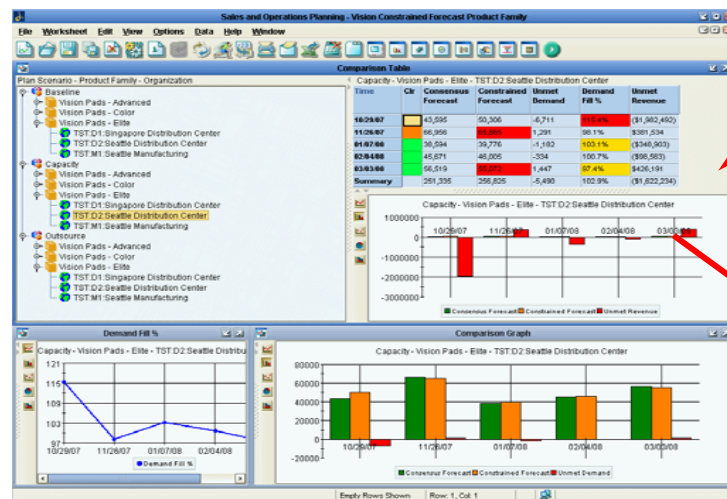 Sales and Operations Planning - Vision Constrained Forecast Product Family
File Worksheet Edit View Options Data Help Window
Comparison Table
Plan Scenario - Product Family - Organization
Baseline
Vision Pads - Advanced
Vision Pads - Color
Vision Pads - Elite
TST:D1:Singapore Distribution Center
TST:D2:Seattle Distribution Center
TST:M1:Seattle Manufacturing
Capacity
Vision Pads - Advanced
Vision Pads - Color
Vision Pads - Elite
TST:D1:Singapore Distribution Center
TST:D2:Seattle Distribution Center
TST:M1:Seattle Manufacturing
Outsource
Vision Pads - Advanced
Vision Pads - Color
Vision Pads - Elite
TST:D1:Singapore Distribution Center
TST:D2:Seattle Distribution Center
TST:M1:Seattle Manufacturing
Capacity - Vision Pads - Elite - TST:D2:Seattle Distribution Center
Time Clr Consensus Forecast Constrained Forecast Unmet Demand Demand Fill % Unmet Revenue
10/29/07 43,595 50,306 -6,711 115.4% ($1,982,492)
11/26/07 66,956 65,665 1,291 98.1% $381,534
01/07/08 38,594 39,776 -1,182 103.1% ($348,903)
02/04/08 45,671 46,005 -334 100.7% ($98,563)
03/03/08 56,519 55,072 1,447 97.4% $426,191
Summary 251,335 256,825 -5,490 102.9% ($1,622,234)
Capacity - Vision Pads - Elite - TST:D2:Seattle Distribution Center
1000000
0
-1000000
-2000000
-3000000
10/29/07 11/26/07 01/07/08 02/04/08 03/03/08
Consensus Forecast Constrained Forecast Unmet Revenue
Demand Fill %
Capacity - Vision Pads - Elite - TST:D2:Seattle Distribu
121
115
109
103
97
10/29/07 11/26/07 01/07/08 02/04/08
Demand Fill %
Comparison Graph
Capacity - Vision Pads - Elite - TST:D2:Seattle Distribution Center
80000
60000
40000
20000
0
-20000
10/29/07 11/26/07 01/07/08 02/04/08 03/03/08
Consensus Forecast Constrained Forecast Unmet Demand
Empty Rows Shown Row: 1, Col: 1